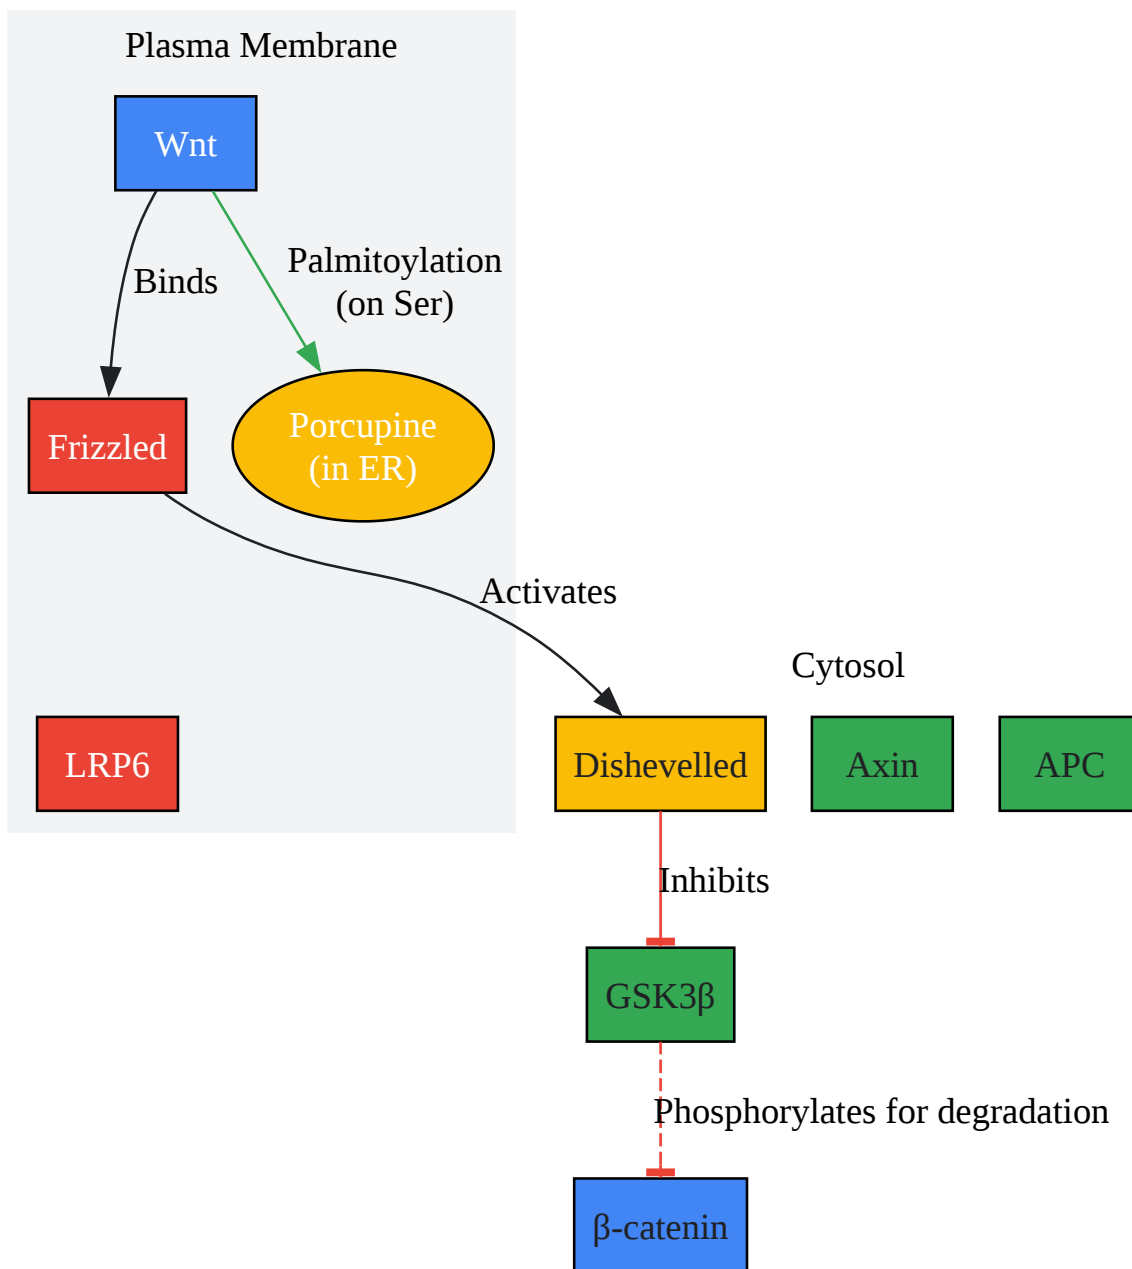 Plasma Membrane
Wnt
Binds
Palmitoylation
(on Ser)
Frizzled
Porcupine
(in ER)
Activates
Cytosol
LRP6
Dishevelled
Axin
APC
Inhibits
GSK3β
Phosphorylates for degradation
β-catenin